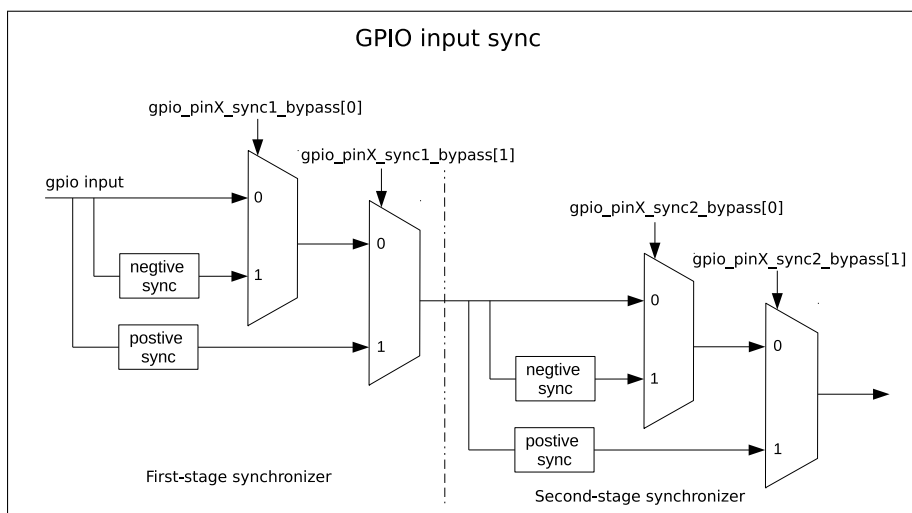 GPIO input sync
gpio_pinX_sync1_bypass[0]
gpio_pinX_sync1_bypass[1]
gpio input
0
negtive
sync
1
0
postive
sync
1
First-stage synchronizer
gpio_pinX_sync2_bypass[0]
gpio_pinX_sync2_bypass[1]
0
negtive
sync
1
0
postive
sync
1
Second-stage synchronizer